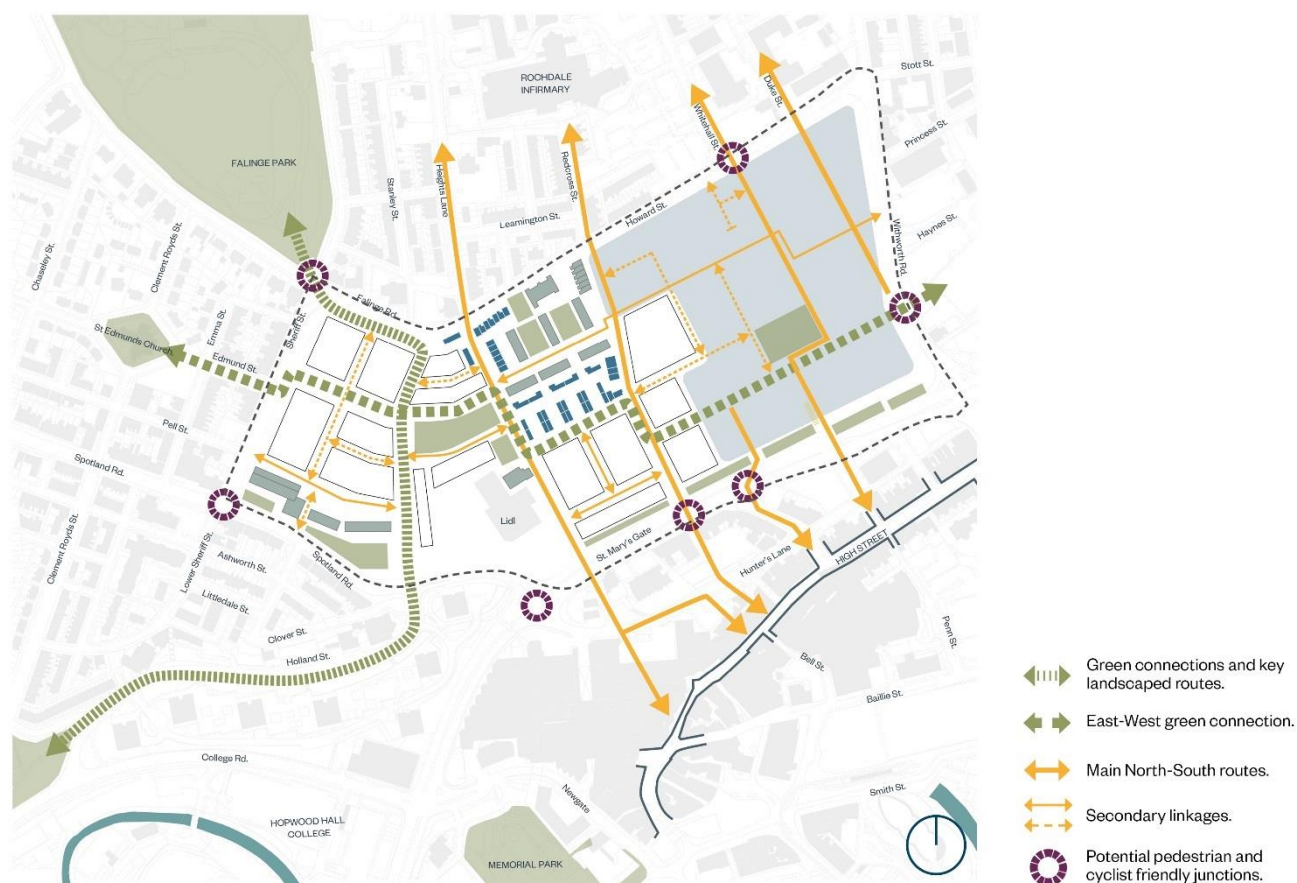 Stott St.
ROCHDALE
INFIRMARY
Duke St.
Whitehall St.
Princess St.
FALINGE PARK
Heights Lane
Redcross St.
Stanley St.
Leamington St.
Howard St.
Haynes St.
Withworth Rd.
Chaseley St.
Clement Royds St.
Falinge Rd.
Sheriff St.
Emma St.
St Edmunds Church
Edmund St.
Pell St.
Spotland Rd.
Lidl
St. Mary's Gate
Clement Royds St.
Lower Sheriff St.
Ashworth St.
Spotland Rd.
Littledale St.
Hunter's Lane
HIGH STREET
Clover St.
Holland St.
Penn St.
Bell St.
Baillie St.
College Rd.
Smith St.
Newgate
HOPWOOD HALL
COLLEGE
MEMORIAL PARK
Green connections and key
landscaped routes.
East-West green connection.
Main North-South routes.
Secondary linkages.
Potential pedestrian and
cyclist friendly junctions.